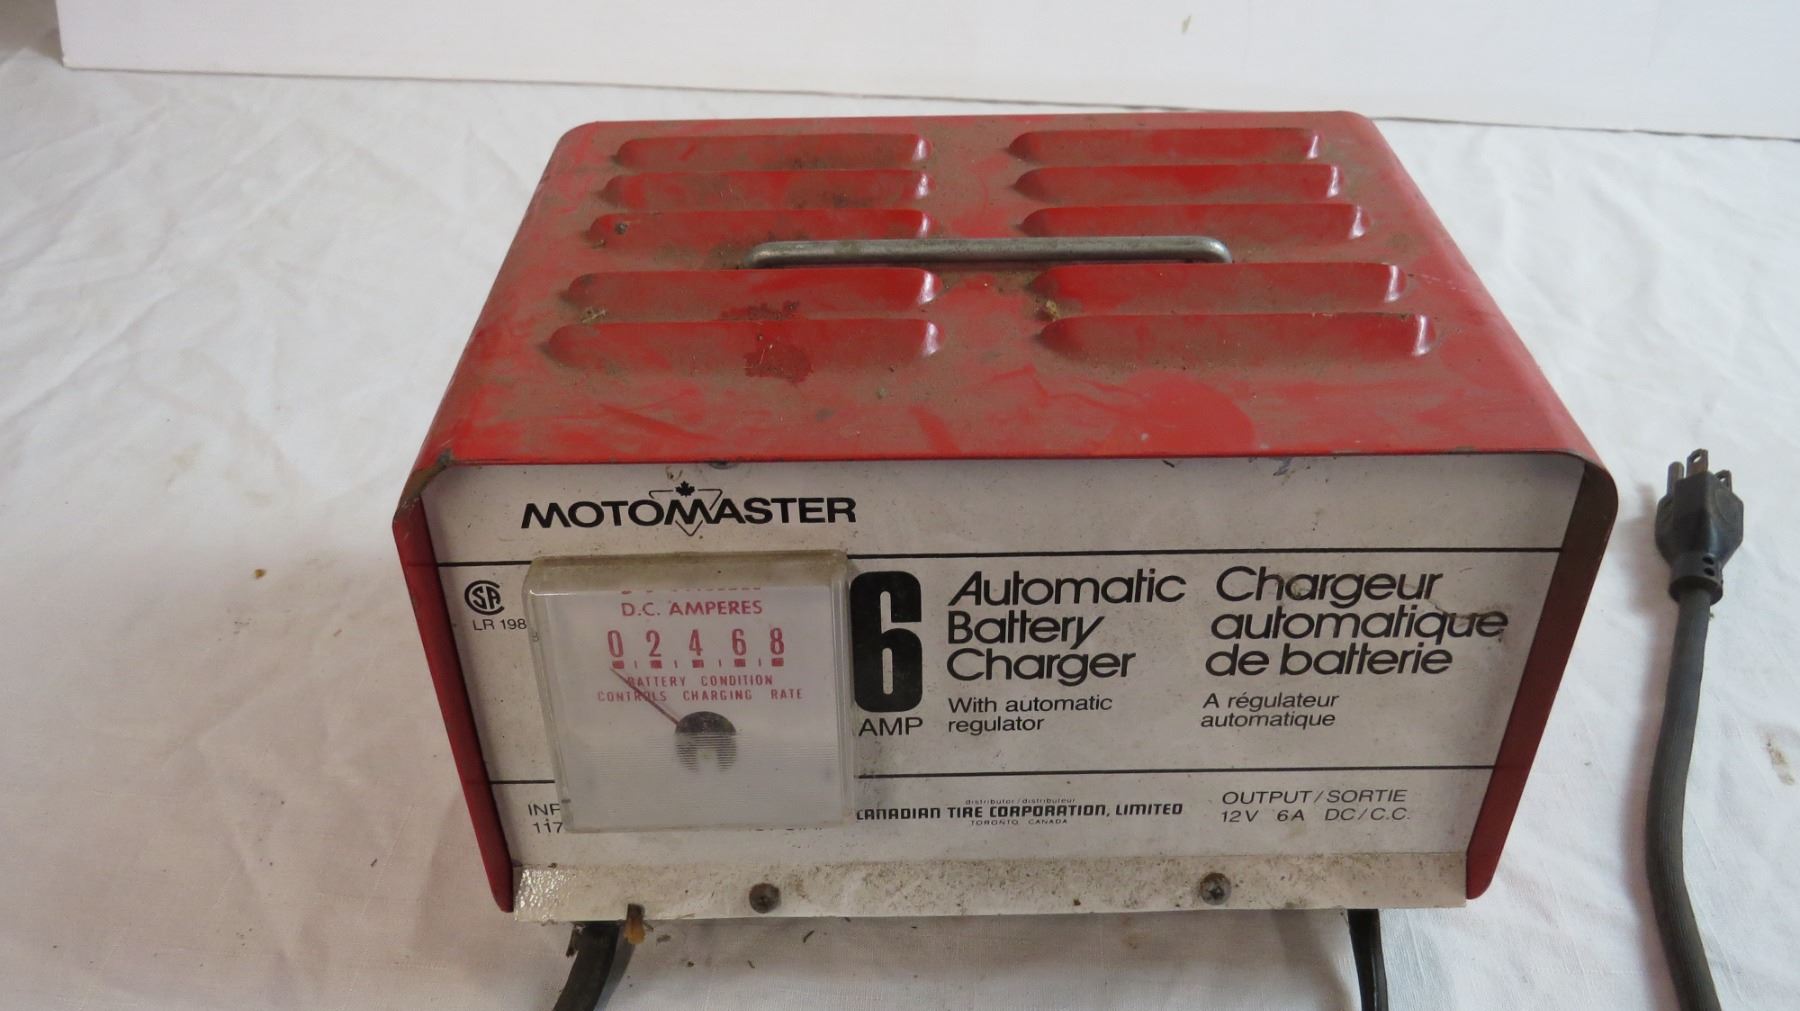 MOTOMASTER
SA
LR 198
D.C. AMPERES
0 2 4 6 8
BATTERY CONDITION
CONTROLS CHARGING RATE
6
AMP
Automatic
Battery
Charger
With automatic
regulator
Chargeur
automatique
de batterie
A régulateur
automatique
distributor/distributeur
CANADIAN TIRE CORPORATION, LIMITED
TORONTO, CANADA
OUTPUT/SORTIE
12V 6A DC/C.C.